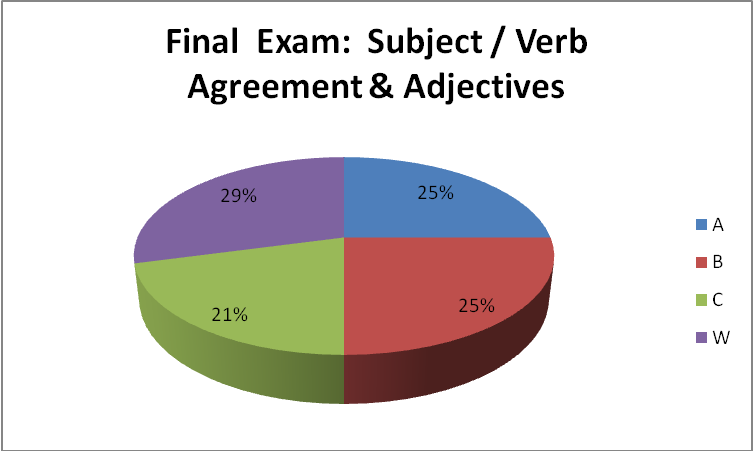 Final Exam: Subject / Verb
Agreement & Adjectives
29%
25%
21%
25%
A
B
C
W